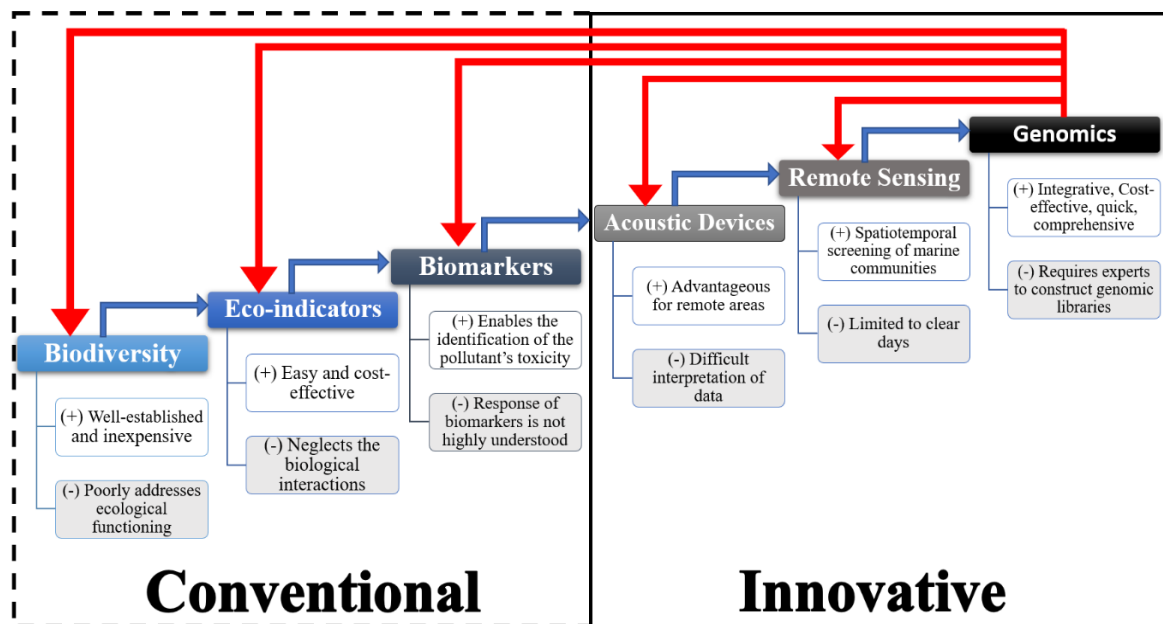 Biodiversity
(+) Well-established
and inexpensive
(-) Poorly addresses
ecological
functioning
Eco-indicators
(+) Easy and cost-
effective
(-) Neglects the
biological
interactions
Biomarkers
(+) Enables the
identification of the
pollutant's toxicity
(-) Response of
biomarkers is not
highly understood
Acoustic Devices
(+) Advantageous
for remote areas
(-) Difficult
interpretation of
data
Remote Sensing
(+) Spatiotemporal
screening of marine
communities
(-) Limited to clear
days
Genomics
(+) Integrative, Cost-
effective, quick,
comprehensive
(-) Requires experts
to construct genomic
libraries
Conventional
Innovative